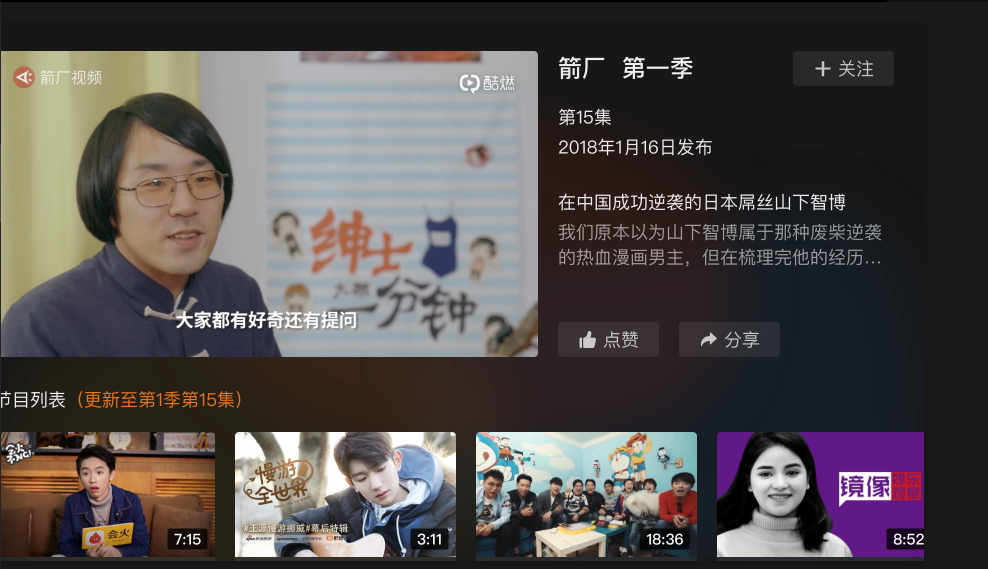 箭厂视频
酷燃
绅士
大概
一分钟
大家都有好奇还有提问
箭厂 第一季
关注
第15集
2018年1月16日发布
在中国成功逆袭的日本屌丝山下智博
我们原本以为山下智博属于那种废柴逆袭
的热血漫画男主，但在梳理完他的经历...
点赞
分享
节目列表（更新至第1季第15集）
会火
7:15
慢游
全世界
#王源慢游挪威#幕后特辑
3:11
18:36
镜像
娱乐
观察
8:52